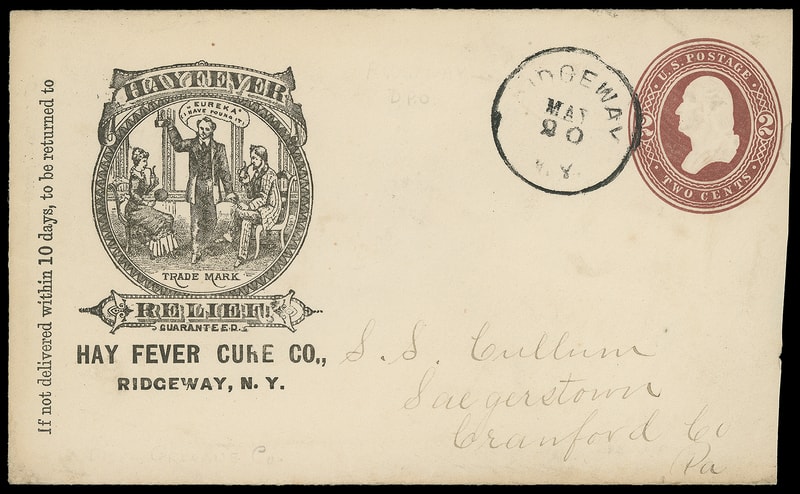 If not delivered within 10 days, to be returned to
HAY FEVER
"EUREKA"
I HAVE FOUND IT!
TRADE MARK
RELIEF
GUARANTEED.
HAY FEVER CURE CO.,
RIDGEWAY, N. Y.
RIDGEWAY
MAY
20
N.Y.
U.S. POSTAGE
2 2
TWO CENTS
S. S. Cullum
Saegerstown
Cranford Co
Pa